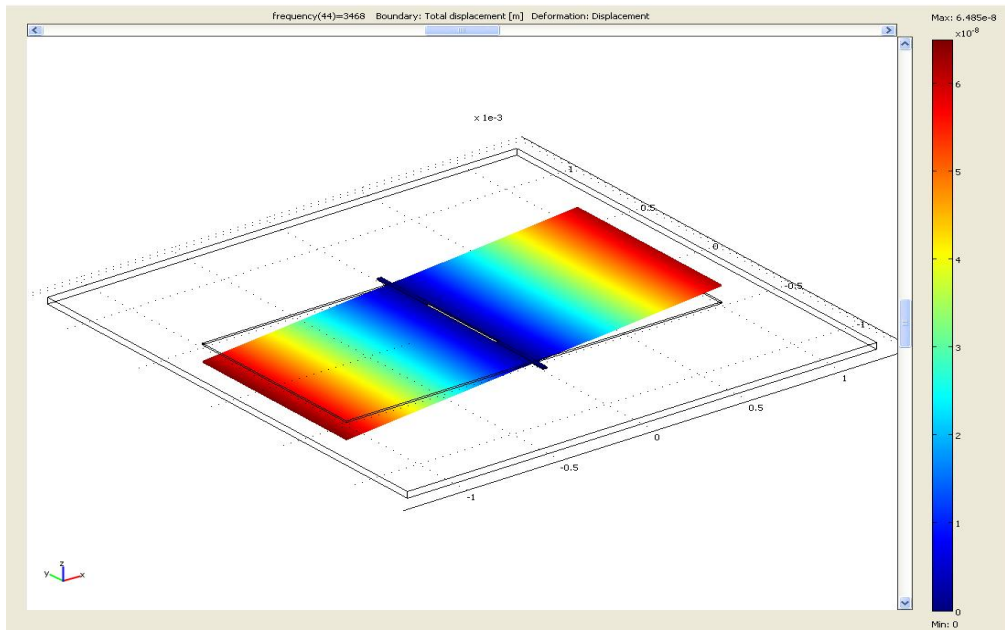 frequency(44)=3468 Boundary: Total displacement [m] Deformation: Displacement
Max: 6.485e-8
x10-8
x 1e-3
6
5
4
3
2
1
0
1
0.5
0
-0.5
-1
1
0.5
0
-0.5
-1
z
y
x
Min: 0